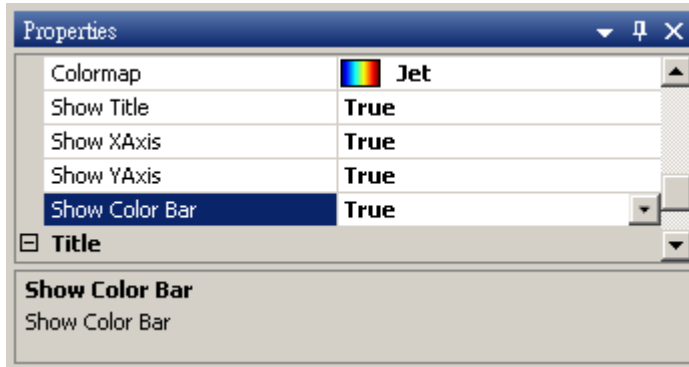 Properties
Colormap Jet
Show Title True
Show XAxis True
Show YAxis True
Show Color Bar True
Title
Show Color Bar
Show Color Bar